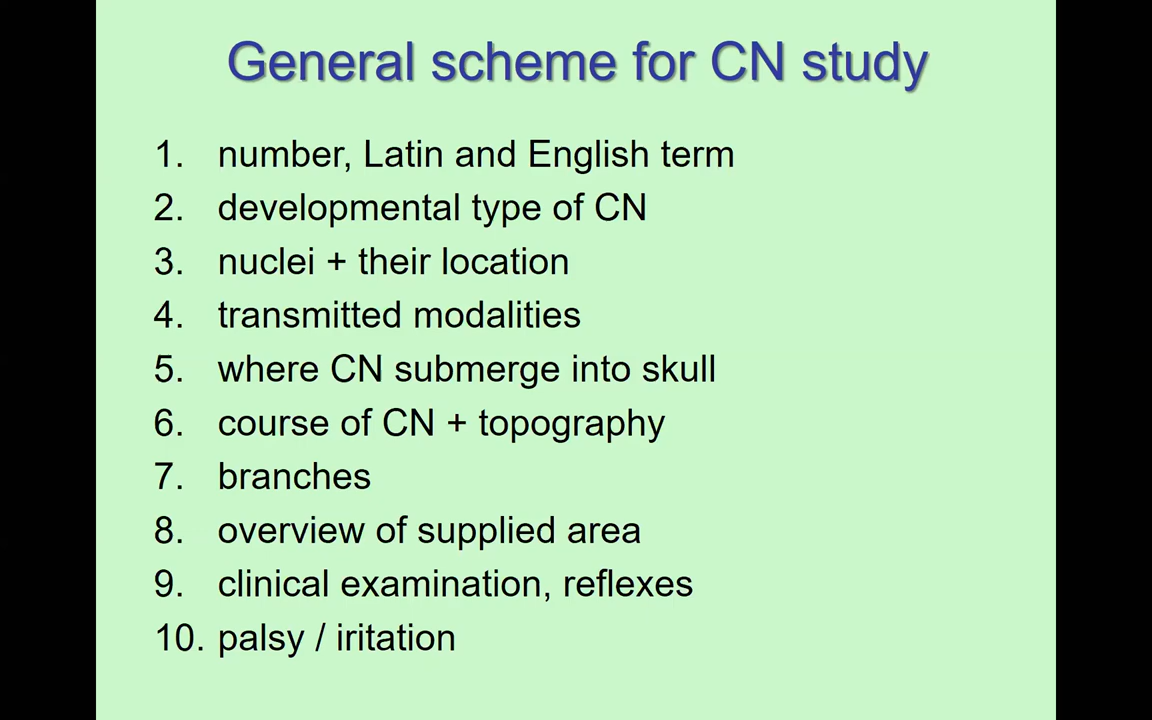 General scheme for CN study
1. number, Latin and English term
2. developmental type of CN
3. nuclei + their location
4. transmitted modalities
5. where CN submerge into skull
6. course of CN + topography
7. branches
8. overview of supplied area
9. clinical examination, reflexes
10. palsy / iritation